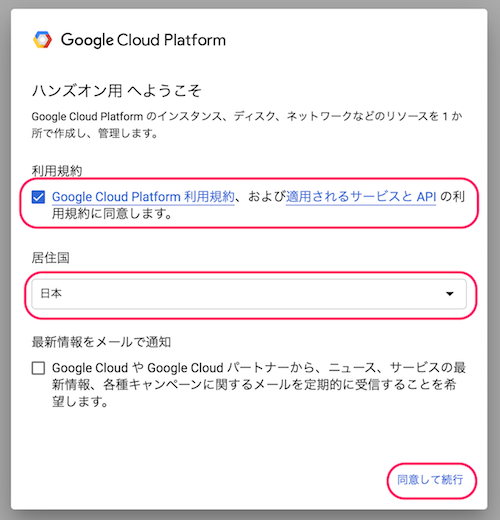 Google Cloud Platform
ハンズオン用 へようこそ
Google Cloud Platform のインスタンス、ディスク、ネットワークなどのリソースを 1 か
所で作成し、管理します。
利用規約
Google Cloud Platform 利用規約、および適用されるサービスと API の利
用規約に同意します。
居住国
日本
最新情報をメールで通知
Google Cloud や Google Cloud パートナーから、ニュース、サービスの最
新情報、各種キャンペーンに関するメールを定期的に受信することを希
望します。
同意して続行